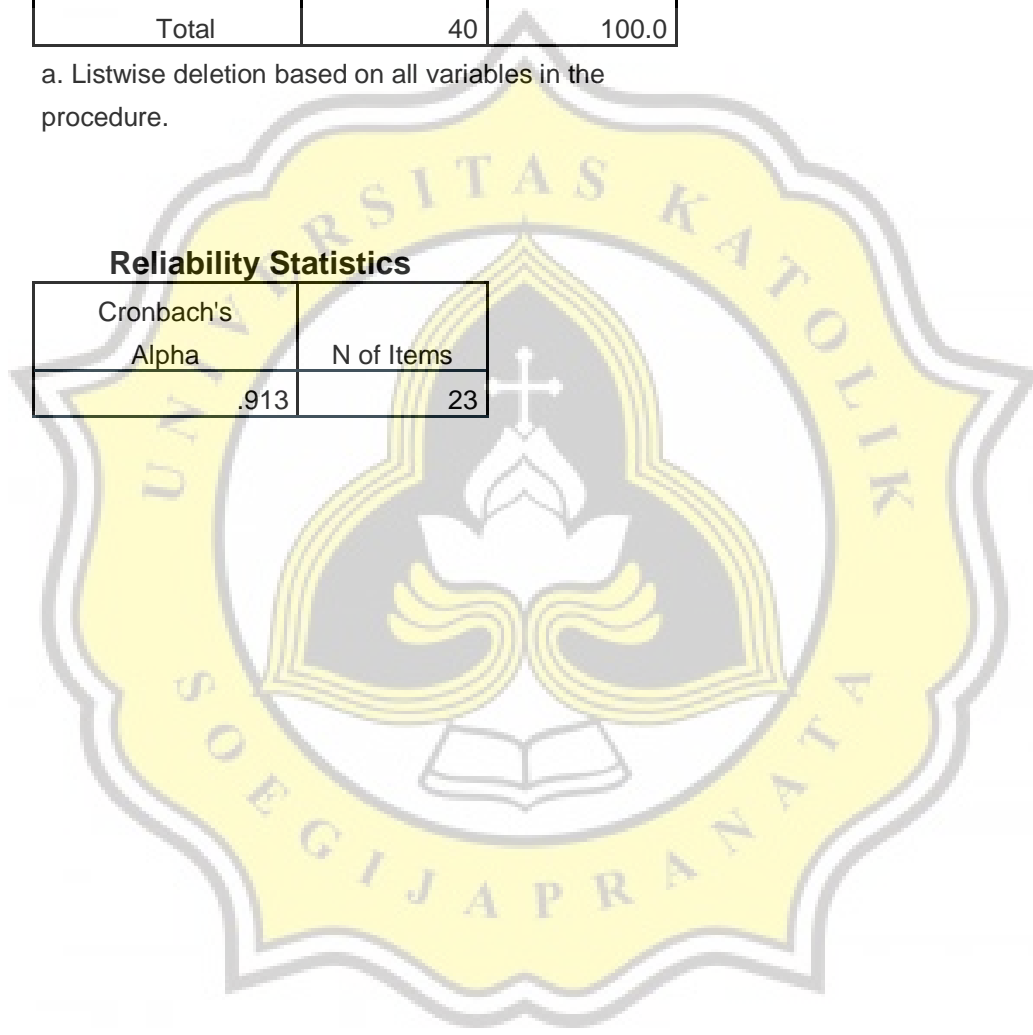 Total 40 100.0
a. Listwise deletion based on all variables in the
procedure.
UNIVERSITAS KATOLIK
Reliability Statistics
Cronbach's
Alpha N of Items
.913 23
SOEGIJAPRANATA